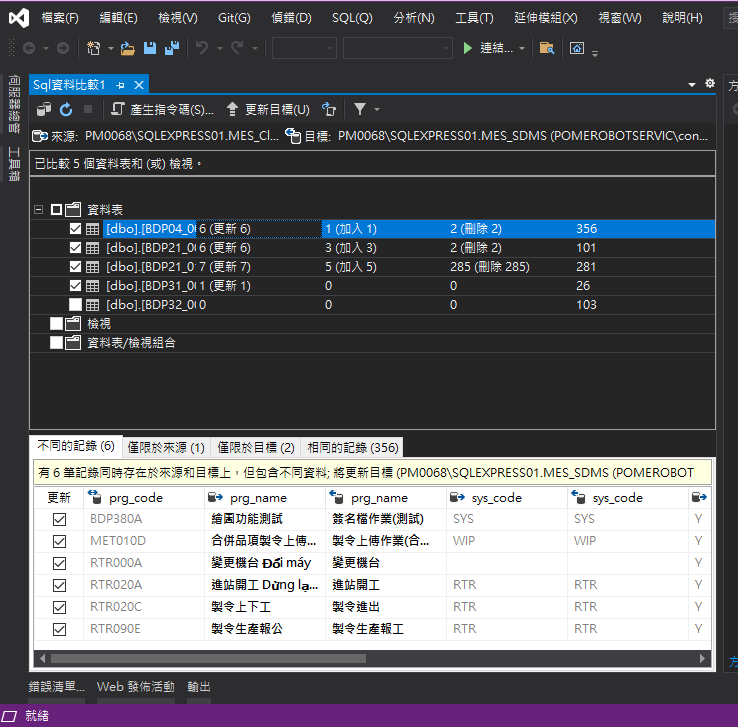 檔案(F) 編輯(E) 檢視(V) Git(G) 偵錯(D) SQL(Q) 分析(N) 工具(T) 延伸模組(X) 視窗(W) 說明(H)
連結...
伺服器總管
工具箱
Sql資料比較1
產生指令碼(S)... 更新目標(U)
來源: PM0068\SQLEXPRESS01.MES_Cl... 目標: PM0068\SQLEXPRESS01.MES_SDMS (POMEROBOTSERVIC\con...
已比較 5 個資料表和 (或) 檢視。
資料表
[dbo].[BDP04_0 6 (更新 6) 1 (加入 1) 2 (刪除 2) 356
[dbo].[BDP21_0 6 (更新 6) 3 (加入 3) 2 (刪除 2) 101
[dbo].[BDP21_0 7 (更新 7) 5 (加入 5) 285 (刪除 285) 281
[dbo].[BDP31_0 1 (更新 1) 0 0 26
[dbo].[BDP32_0 0 0 0 103
檢視
資料表/檢視組合
不同的記錄 (6) 僅限於來源 (1) 僅限於目標 (2) 相同的記錄 (356)
有 6 筆記錄同時存在於來源和目標上，但包含不同資料; 將更新目標 (PM0068\SQLEXPRESS01.MES_SDMS (POMEROBOT
更新 prg_code prg_name prg_name sys_code sys_code
BDP380A 繪圖功能測試 簽名檔作業(測試) SYS SYS Y
MET010D 合併品項製令上傳... 製令上傳作業(合... WIP WIP Y
RTR000A 變更機台 Đổi máy 變更機台 Y
RTR020A 進站開工 Dừng lạ... 進站開工 RTR RTR Y
RTR020C 製令上下工 製令進出 RTR RTR Y
RTR090E 製令生產報公 製令生產報工 RTR RTR Y
錯誤清單... Web 發佈活動 輸出
就緒